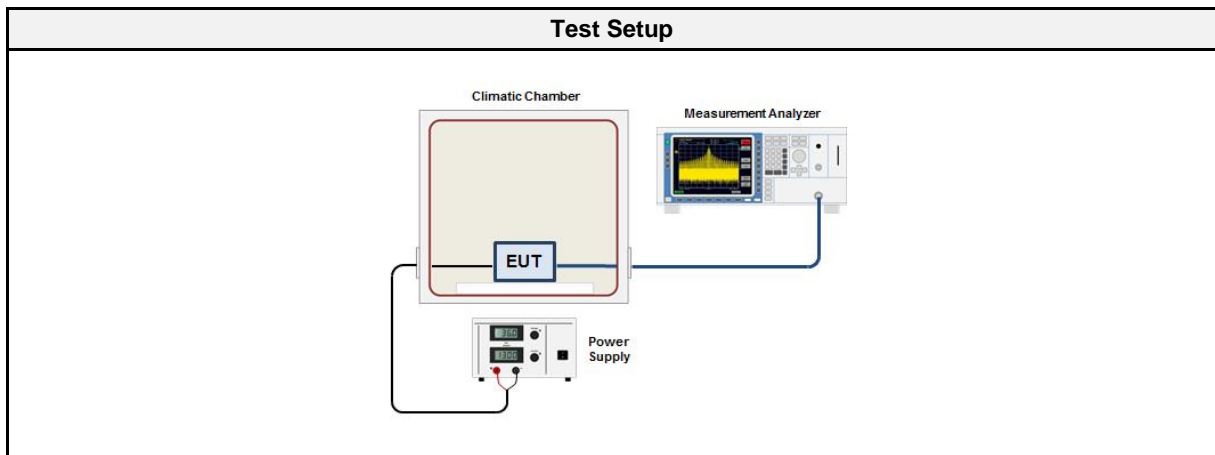 Test Setup
Climatic Chamber
Measurement Analyzer
EUT
Power
Supply